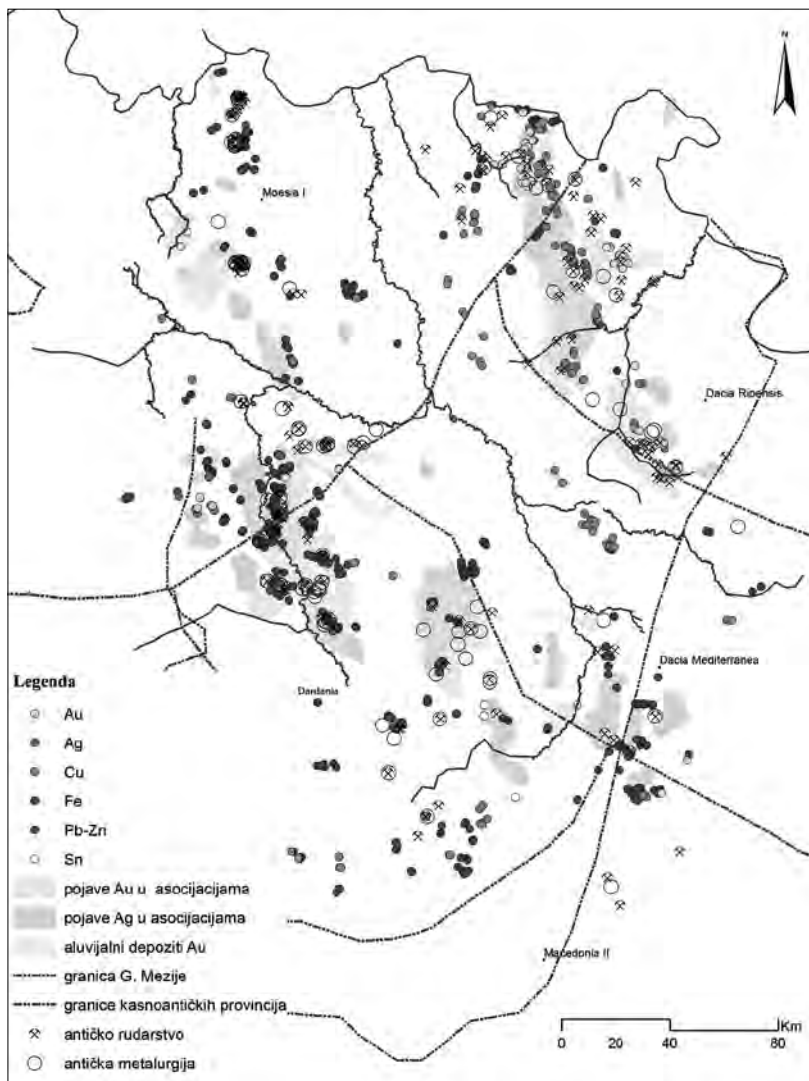 N
Moesia I
Dacia Ripensis
Dacia Mediterranea
Dardania
Macedonia II
Legenda
Au
Ag
Cu
Fe
Pb-Zn
Sn
pojave Au u asocijacijama
pojave Ag u asocijacijama
aluvijalni depoziti Au
granica G. Mezije
granice kasnoantičkih provincija
antičko rudarstvo
antička metalurgija
Km
0 20 40 80